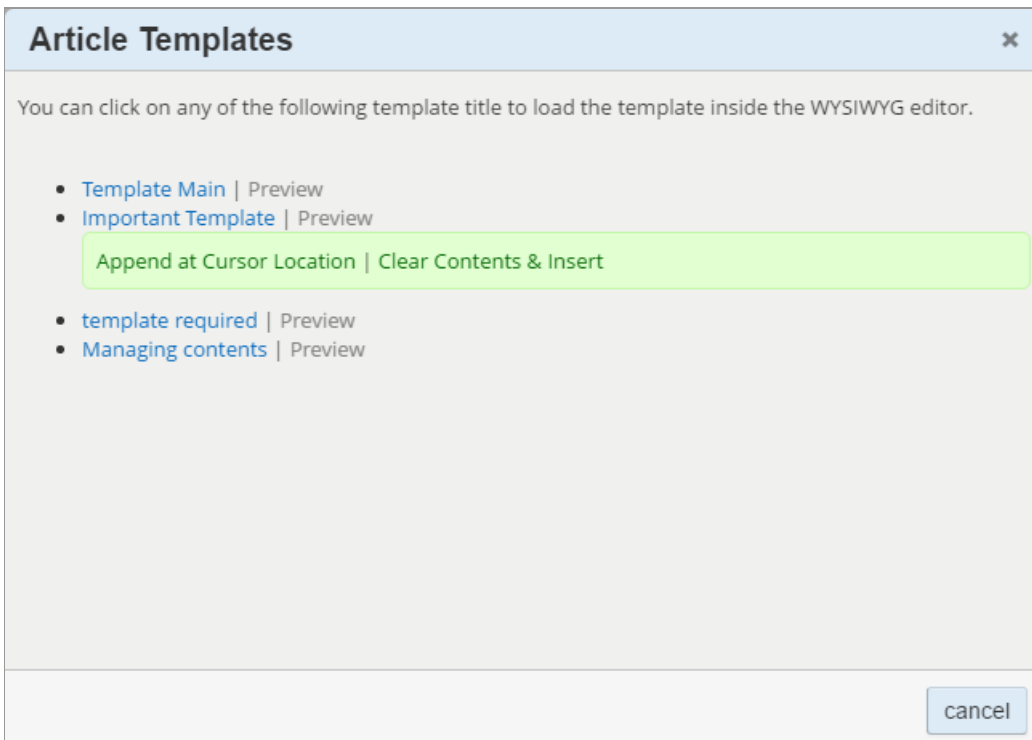 Article Templates ×
You can click on any of the following template title to load the template inside the WYSIWYG editor.
• Template Main | Preview
• Important Template | Preview
Append at Cursor Location | Clear Contents & Insert
• template required | Preview
• Managing contents | Preview
cancel